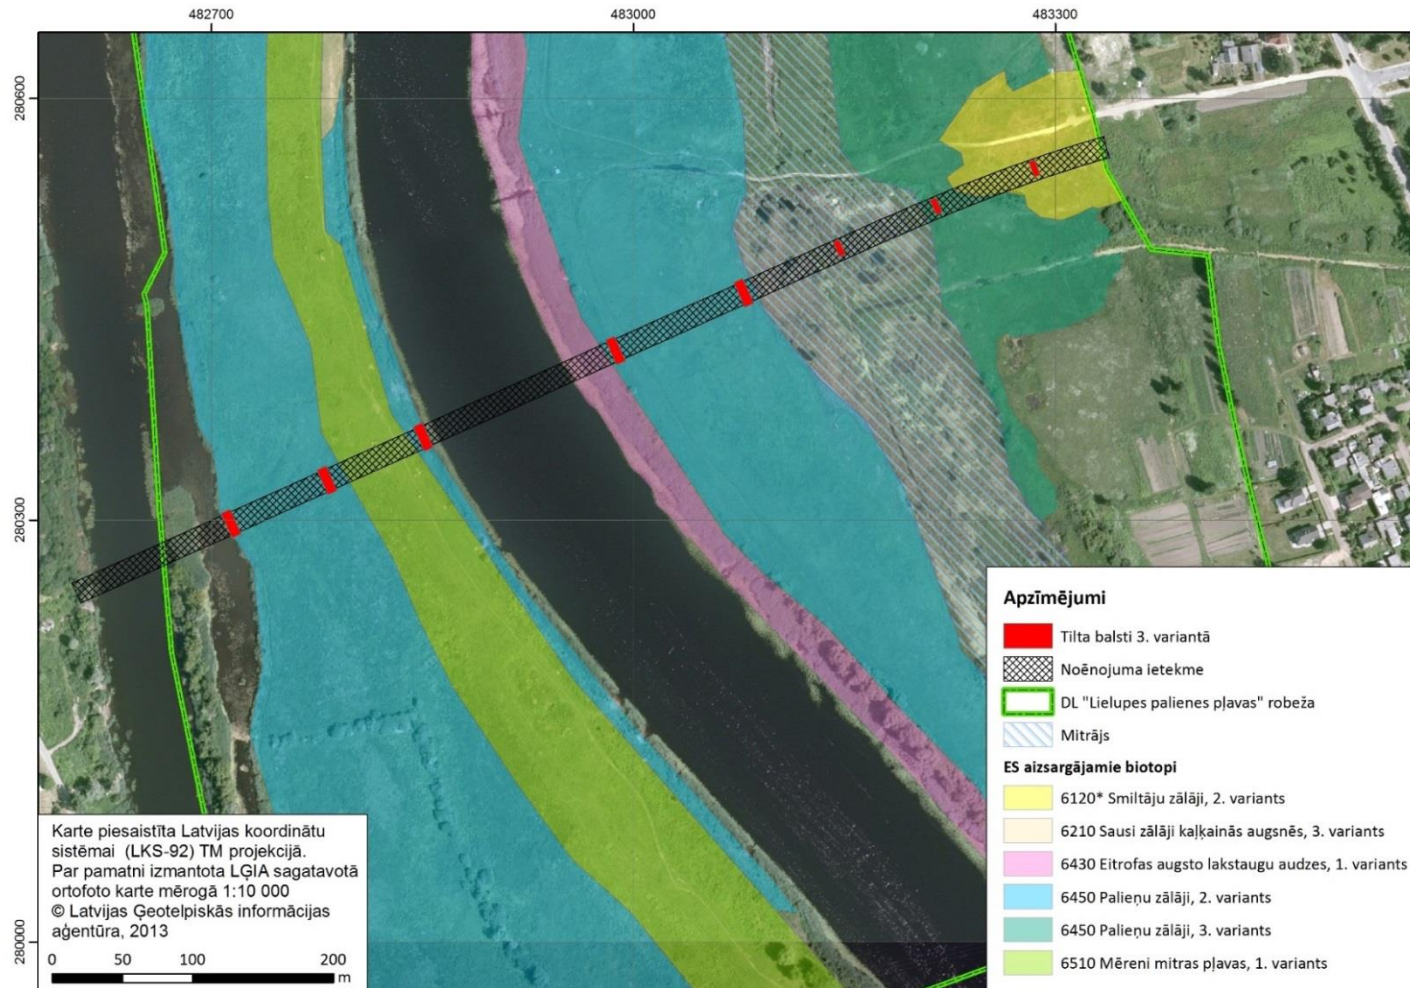 482700
483000
483300
280600
280300
280000
Apzīmējumi
Tilta balsti 3. variantā
Noēnojuma ietekme
DL "Lielupes palienes pļavas" robeža
Mitrājs
ES aizsargājamie biotopi
6120* Smiltāju zālāji, 2. variants
6210 Sausi zālāji kaļķainās augsnēs, 3. variants
6430 Eitrofas augsto lakstaugu audzes, 1. variants
6450 Palieņu zālāji, 2. variants
6450 Palieņu zālāji, 3. variants
6510 Mēreni mitras pļavas, 1. variants
Karte piesaistīta Latvijas koordinātu
sistēmai (LKS-92) TM projekcijā.
Par pamatni izmantota LĢIA sagatavotā
ortofoto karte mērogā 1:10 000
© Latvijas Ģeotelpiskās informācijas
aģentūra, 2013
0 50 100 200
m